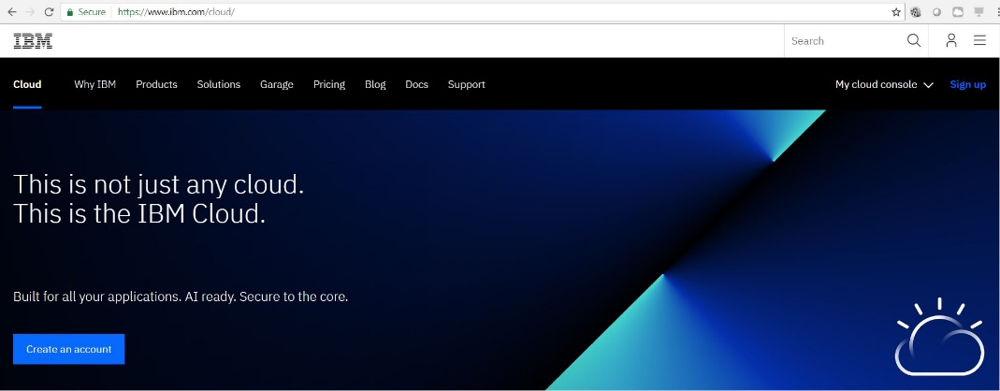 Secure https://www.ibm.com/cloud/
IBM Search
Cloud Why IBM Products Solutions Garage Pricing Blog Docs Support My cloud console Sign up
This is not just any cloud.
This is the IBM Cloud.
Built for all your applications. AI ready. Secure to the core.
Create an account